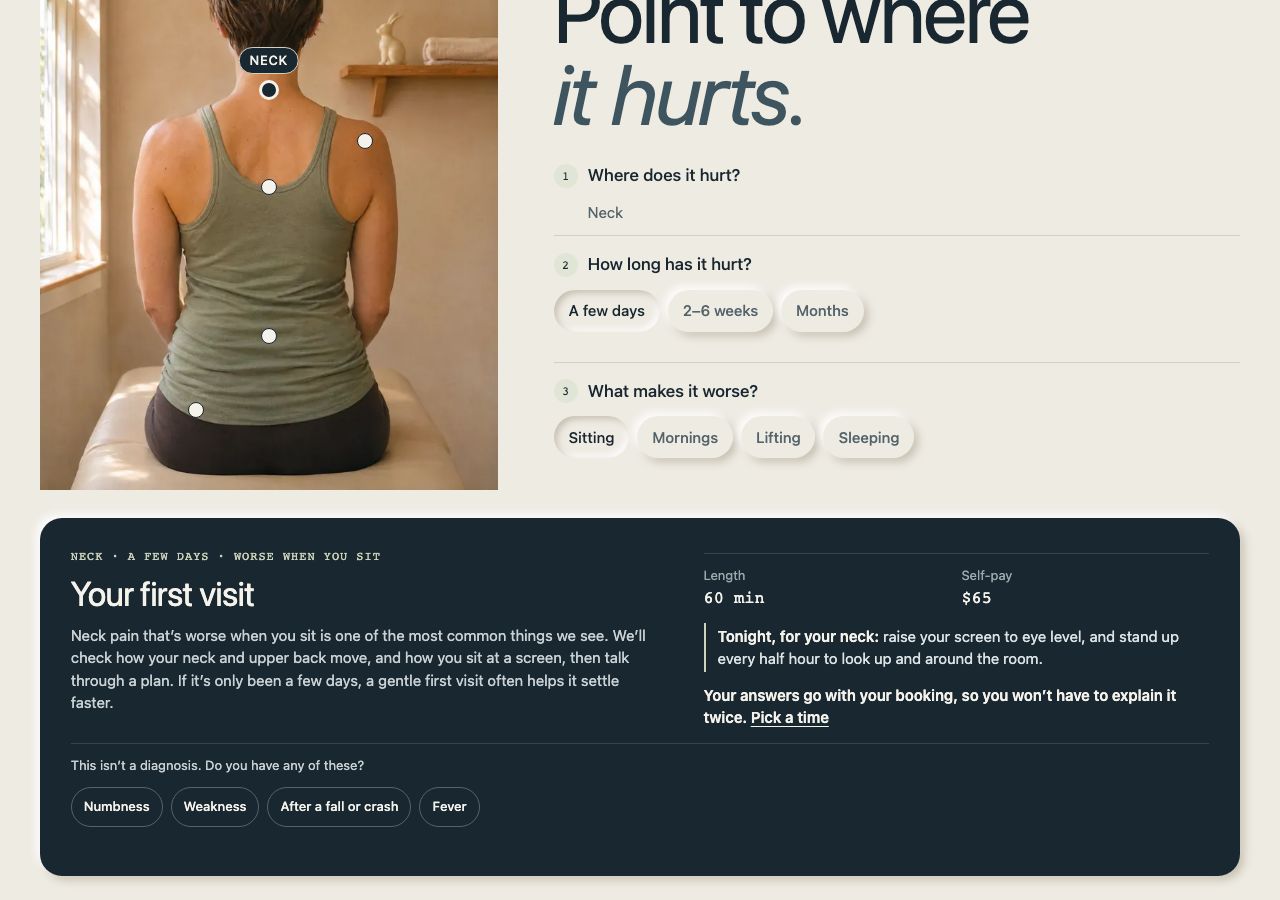 NECK
Point to where
it hurts.
1 Where does it hurt?
Neck
2 How long has it hurt?
A few days 2–6 weeks Months
3 What makes it worse?
Sitting Mornings Lifting Sleeping
NECK · A FEW DAYS · WORSE WHEN YOU SIT
Your first visit
Neck pain that’s worse when you sit is one of the most common things we see. We’ll
check how your neck and upper back move, and how you sit at a screen, then talk
through a plan. If it’s only been a few days, a gentle first visit often helps it settle
faster.
Length Self-pay
60 min $65
Tonight, for your neck: raise your screen to eye level, and stand up
every half hour to look up and around the room.
Your answers go with your booking, so you won’t have to explain it
twice. Pick a time
This isn’t a diagnosis. Do you have any of these?
Numbness Weakness After a fall or crash Fever